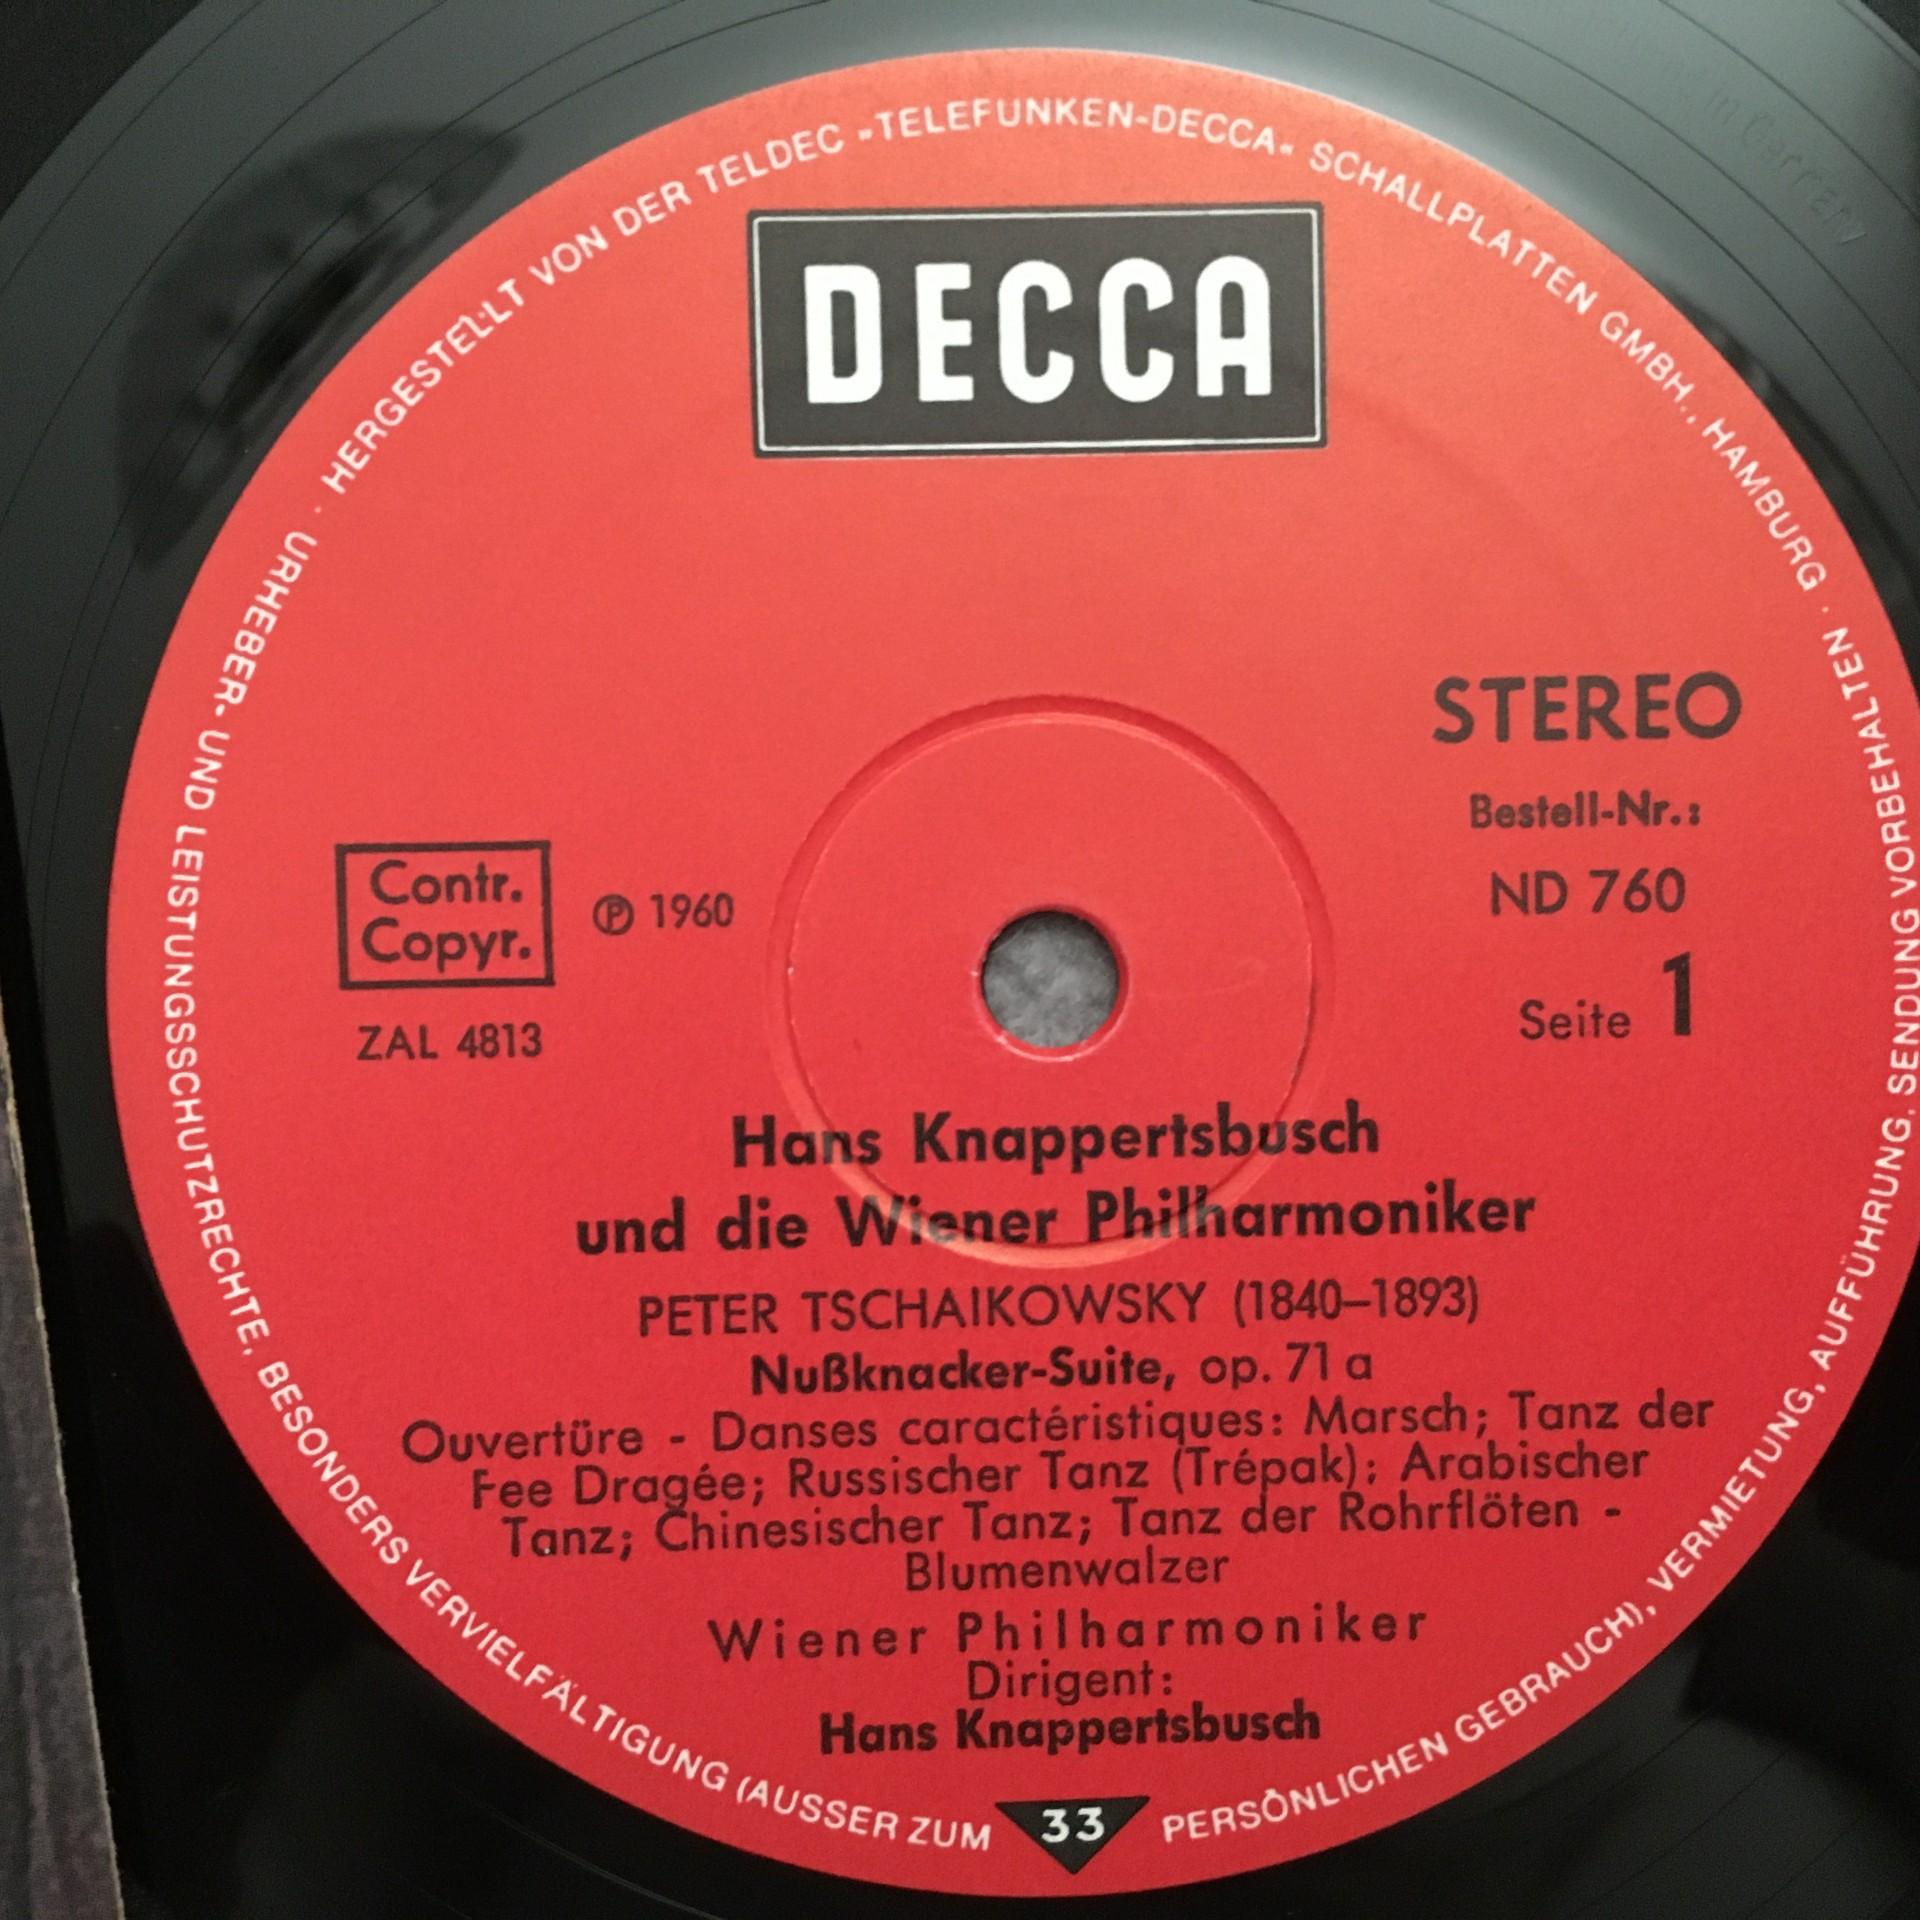 HERGESTELLT VON DER TELDEC »TELEFUNKEN-DECCA« SCHALLPLATTEN GMBH., HAMBURG ·
DECCA
STEREO
Bestell-Nr.:
ND 760
Seite 1
Contr.
Copyr.
Ⓟ 1960
ZAL 4813
Hans Knappertsbusch
und die Wiener Philharmoniker
PETER TSCHAIKOWSKY (1840–1893)
Nußknacker-Suite, op. 71 a
Ouvertüre - Danses caractéristiques: Marsch; Tanz der
Fee Dragée; Russischer Tanz (Trépak); Arabischer
Tanz; Chinesischer Tanz; Tanz der Rohrflöten -
Blumenwalzer
Wiener Philharmoniker
Dirigent:
Hans Knappertsbusch
URHEBER- UND LEISTUNGSSCHUTZRECHTE, BESONDERS VERVIELFÄLTIGUNG (AUSSER ZUM PERSÖNLICHEN GEBRAUCH), VERMIETUNG, AUFFÜHRUNG, SENDUNG VORBEHALTEN ·
33